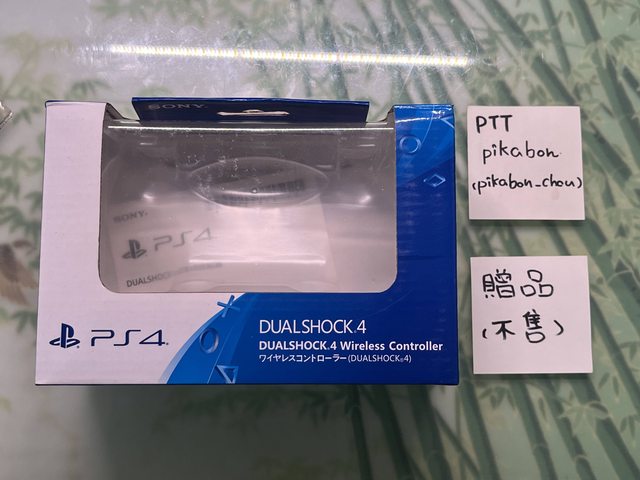 SONY
SONY
PS4
DUALSHOCK
PS4
DUALSHOCK 4
DUALSHOCK 4 Wireless Controller
ワイヤレスコントローラー(DUALSHOCK®4)
PTT
pikabon
(pikabon_chou)
贈品
(不售)